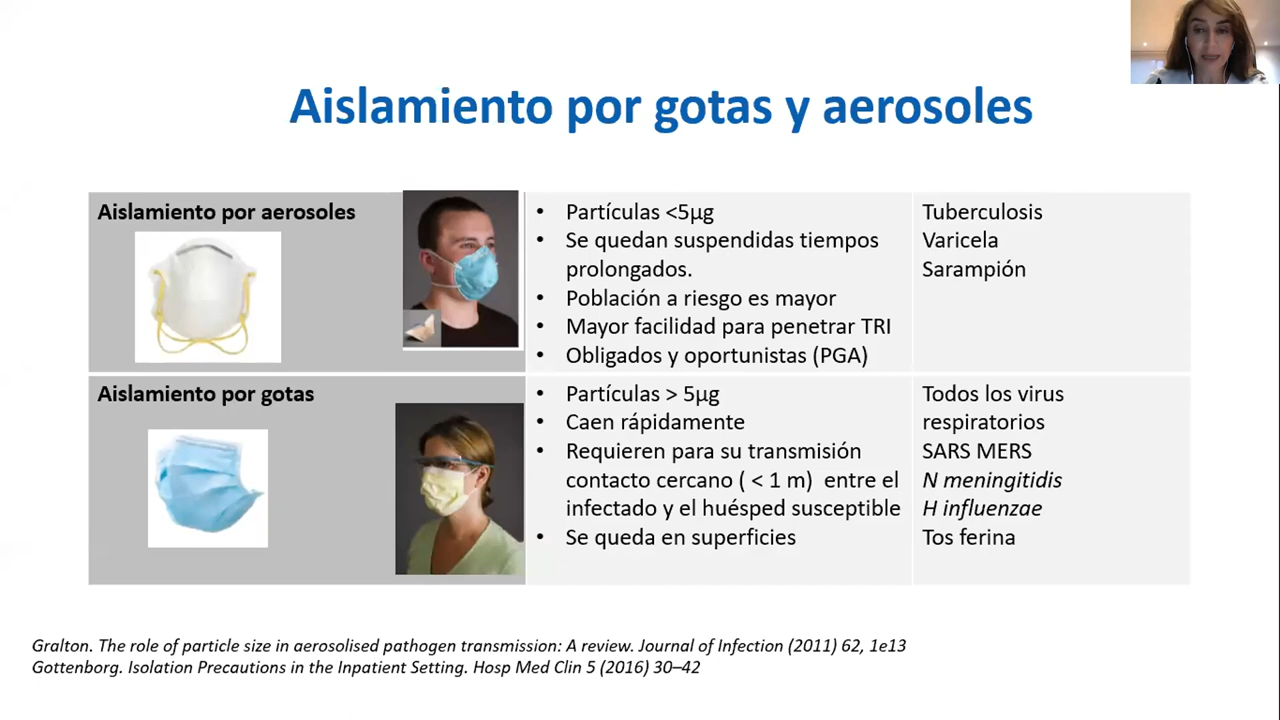 Aislamiento por gotas y aerosoles
Aislamiento por aerosoles
• Partículas <5µg
• Se quedan suspendidas tiempos
prolongados.
• Población a riesgo es mayor
• Mayor facilidad para penetrar TRI
• Obligados y oportunistas (PGA)
Tuberculosis
Varicela
Sarampión
Aislamiento por gotas
• Partículas > 5µg
• Caen rápidamente
• Requieren para su transmisión
contacto cercano ( < 1 m) entre el
infectado y el huésped susceptible
• Se queda en superficies
Todos los virus
respiratorios
SARS MERS
N meningitidis
H influenzae
Tos ferina
Gralton. The role of particle size in aerosolised pathogen transmission: A review. Journal of Infection (2011) 62, 1e13
Gottenborg. Isolation Precautions in the Inpatient Setting. Hosp Med Clin 5 (2016) 30–42